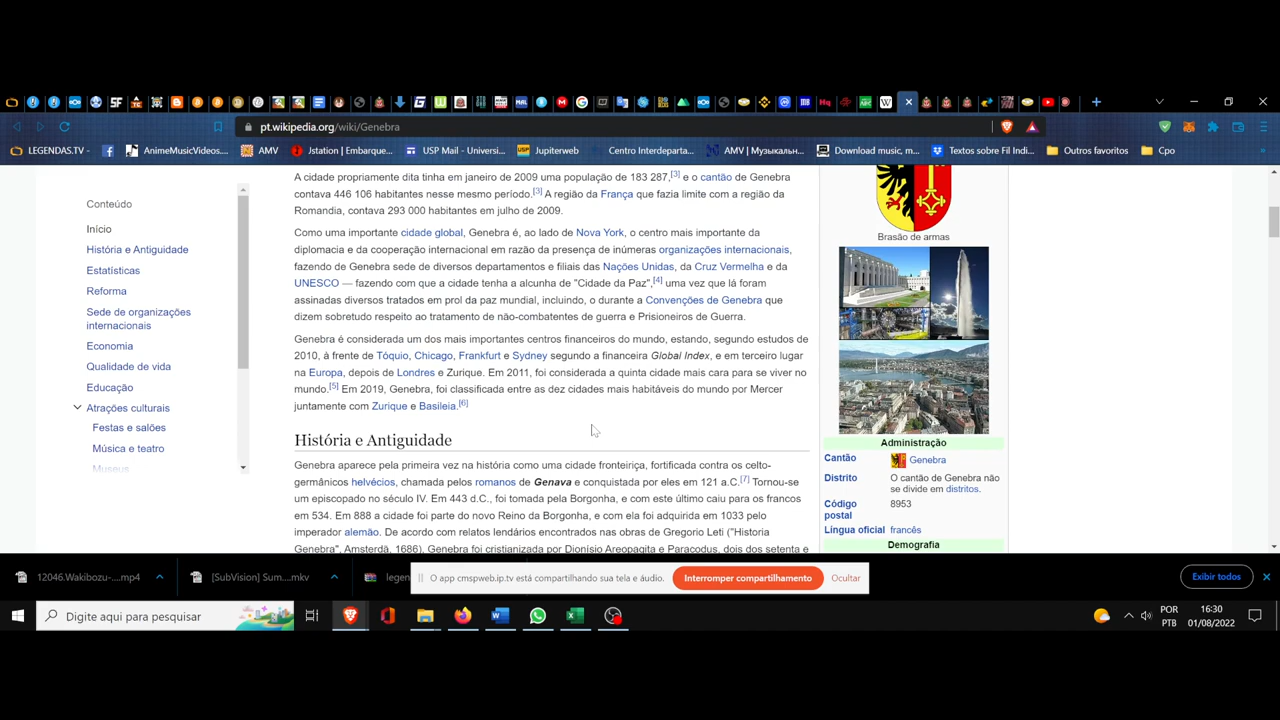 pt.wikipedia.org/wiki/Genebra
LEGENDAS.TV -
AnimeMusicVideos...
AMV
Jstation | Embarque...
USP Mail - Universi...
Jupiterweb
Centro Interdeparta...
AMV | Музыкальн...
Download music, m...
Textos sobre Fil Indi...
Outros favoritos
Cpo
Conteúdo
Início
História e Antiguidade
Estatísticas
Reforma
Sede de organizações
internacionais
Economia
Qualidade de vida
Educação
Atrações culturais
Festas e salões
Música e teatro
Museus
A cidade propriamente dita tinha em janeiro de 2009 uma população de 183 287,[3] e o cantão de Genebra
contava 446 106 habitantes nesse mesmo período.[3] A região da França que fazia limite com a região da
Romandia, contava 293 000 habitantes em julho de 2009.
Como uma importante cidade global, Genebra é, ao lado de Nova York, o centro mais importante da
diplomacia e da cooperação internacional em razão da presença de inúmeras organizações internacionais,
fazendo de Genebra sede de diversos departamentos e filiais das Nações Unidas, da Cruz Vermelha e da
UNESCO — fazendo com que a cidade tenha a alcunha de "Cidade da Paz",[4] uma vez que lá foram
assinadas diversos tratados em prol da paz mundial, incluindo, o durante a Convenções de Genebra que
dizem sobretudo respeito ao tratamento de não-combatentes de guerra e Prisioneiros de Guerra.
Genebra é considerada um dos mais importantes centros financeiros do mundo, estando, segundo estudos de
2010, à frente de Tóquio, Chicago, Frankfurt e Sydney segundo a financeira Global Index, e em terceiro lugar
na Europa, depois de Londres e Zurique. Em 2011, foi considerada a quinta cidade mais cara para se viver no
mundo.[5] Em 2019, Genebra, foi classificada entre as dez cidades mais habitáveis do mundo por Mercer
juntamente com Zurique e Basileia.[6]
História e Antiguidade
Genebra aparece pela primeira vez na história como uma cidade fronteiriça, fortificada contra os celto-
germânicos helvécios, chamada pelos romanos de Genava e conquistada por eles em 121 a.C.[7] Tornou-se
um episcopado no século IV. Em 443 d.C., foi tomada pela Borgonha, e com este último caiu para os francos
em 534. Em 888 a cidade foi parte do novo Reino da Borgonha, e com ela foi adquirida em 1033 pelo
imperador alemão. De acordo com relatos lendários encontrados nas obras de Gregorio Leti ("Historia
Genebra", Amsterdã, 1686), Genebra foi cristianizada por Dionísio Areopagita e Paracodus, dois dos setenta e
Brasão de armas
Administração
Cantão Genebra
Distrito O cantão de Genebra não
se divide em distritos.
Código 8953
postal
Língua oficial francês
Demografia
12046.Wakibozu-....mp4
[SubVision] Sum....mkv
legen
O app cmspweb.ip.tv está compartilhando sua tela e áudio.
Interromper compartilhamento
Ocultar
Exibir todos
Digite aqui para pesquisar
POR
PTB
16:30
01/08/2022